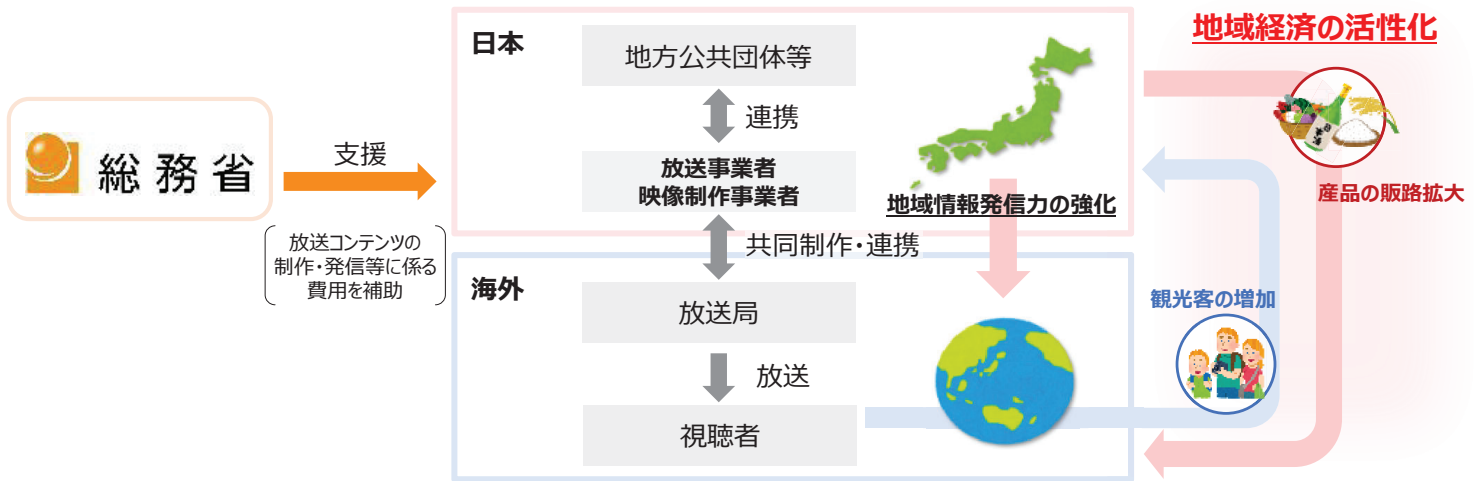 総務省
支援
放送コンテンツの
制作・発信等に係る
費用を補助
日本
地方公共団体等
連携
放送事業者
映像制作事業者
地域情報発信力の強化
共同制作・連携
海外
放送局
放送
視聴者
地域経済の活性化
産品の販路拡大
観光客の増加